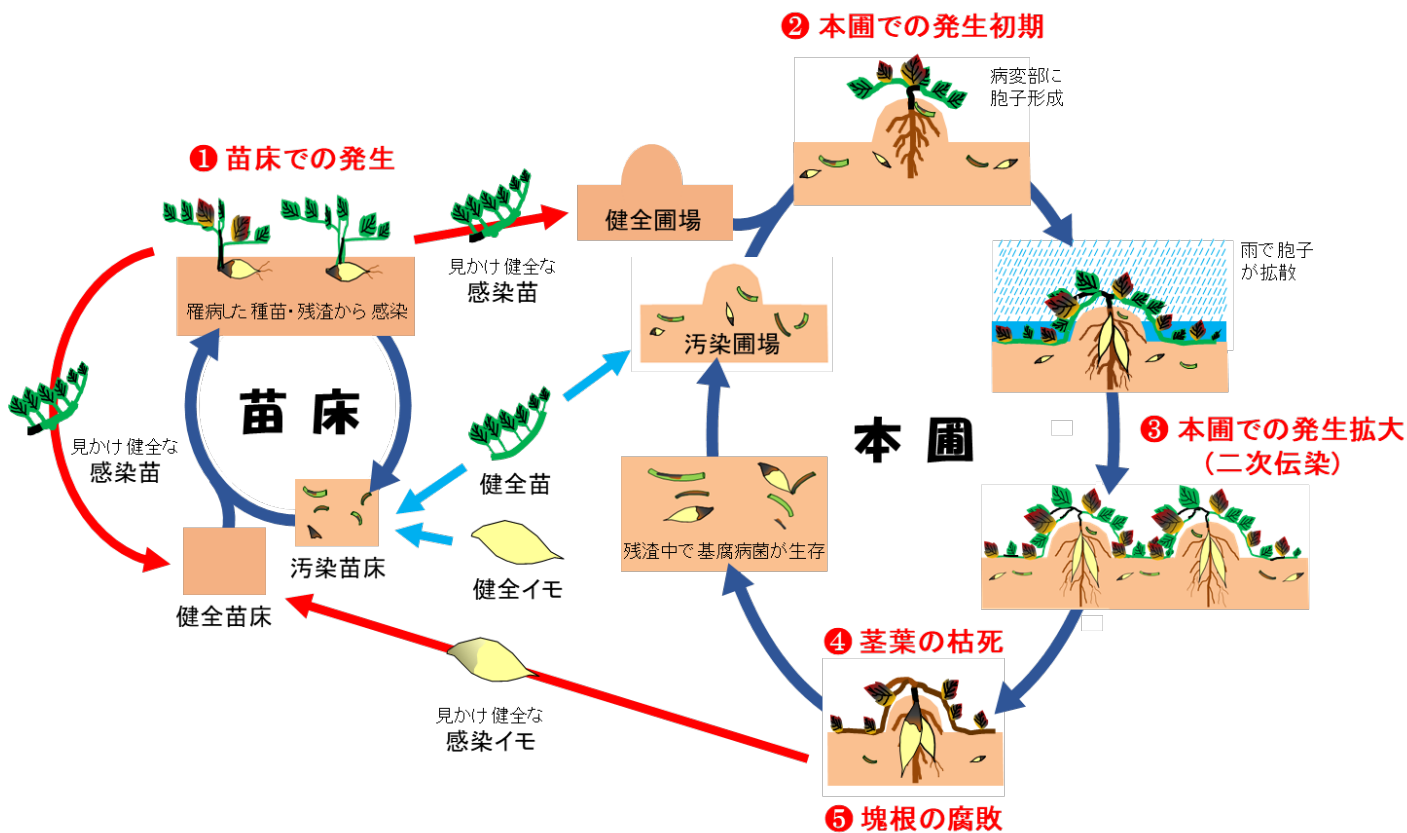 ❷ 本圃での発生初期
病変部に
胞子形成
❶ 苗床での発生
健全圃場
見かけ健全な
感染苗
雨で胞子
が拡散
罹病した種苗・残渣から感染
汚染圃場
苗床
本圃
❸ 本圃での発生拡大
(二次伝染)
見かけ健全な
感染苗
健全苗
残渣中で基腐病菌が生存
汚染苗床
健全イモ
健全苗床
❹ 茎葉の枯死
見かけ健全な
感染イモ
❺ 塊根の腐敗